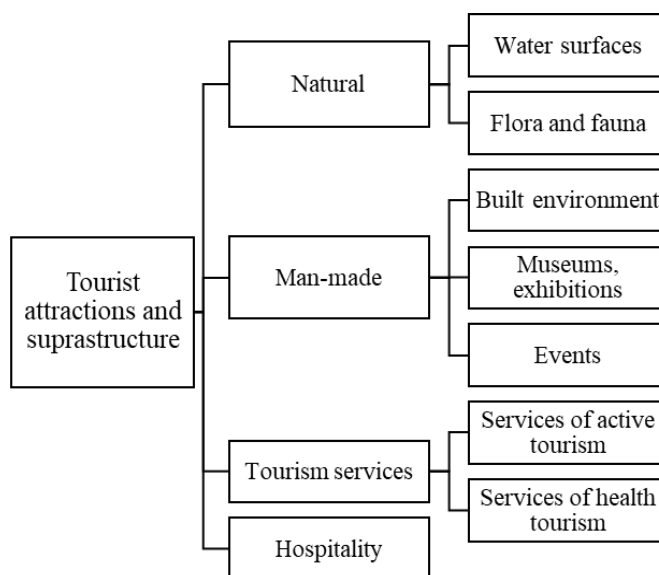 Tourist
attractions and
suprastructure
Natural
Water surfaces
Flora and fauna
Man-made
Built environment
Museums,
exhibitions
Events
Tourism services
Services of active
tourism
Services of health
tourism
Hospitality